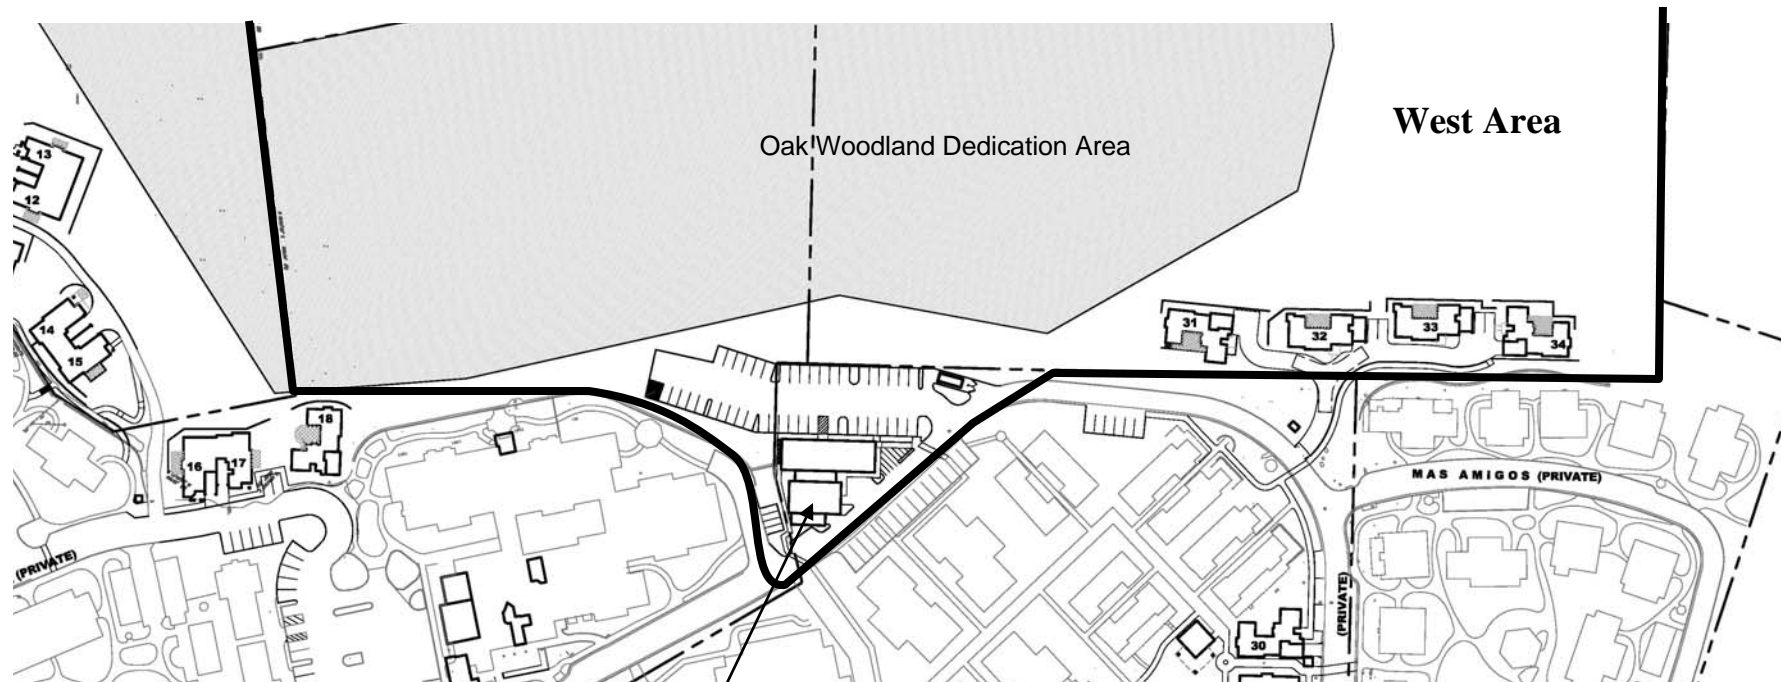 West Area
Oak Woodland Dedication Area
13
12
14
15
31
32
33
34
18
16
17
MAS AMIGOS (PRIVATE)
(PRIVATE)
(PRIVATE)
30